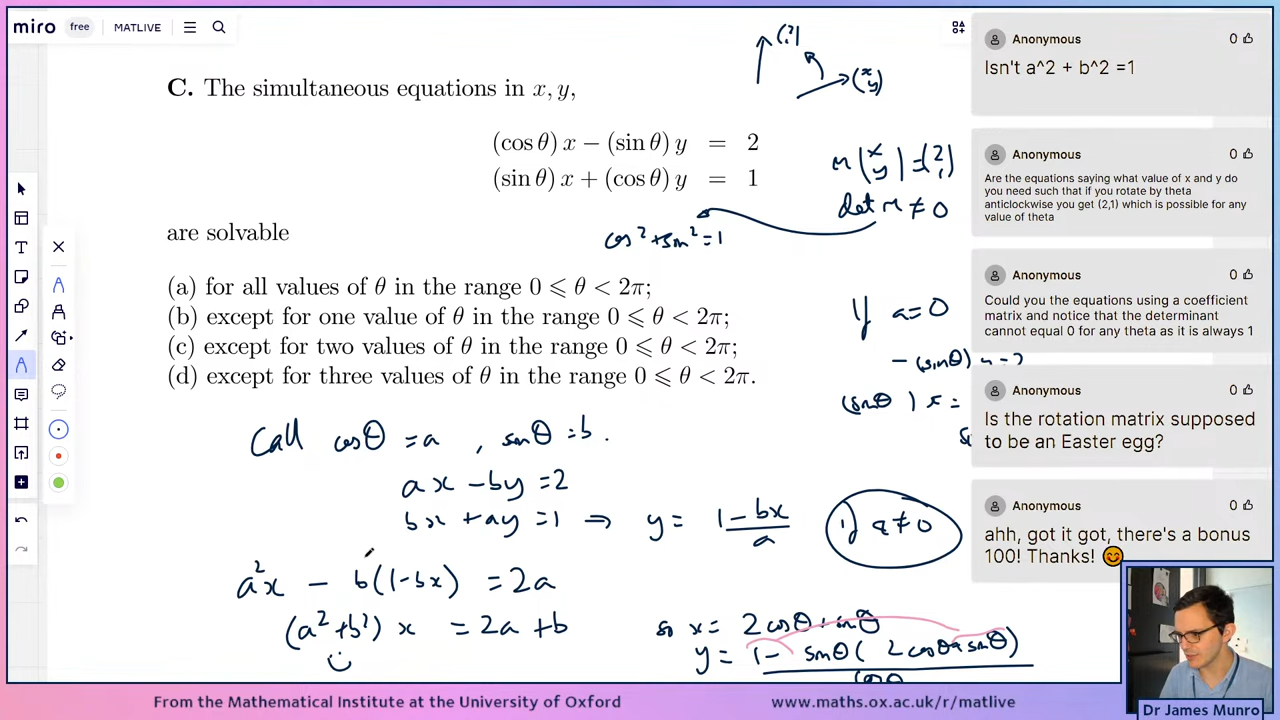 miro free MATLIVE
C. The simultaneous equations in x, y,
(cos θ) x − (sin θ) y = 2
(sin θ) x + (cos θ) y = 1
are solvable
(a) for all values of θ in the range 0 ⩽ θ < 2π;
(b) except for one value of θ in the range 0 ⩽ θ < 2π;
(c) except for two values of θ in the range 0 ⩽ θ < 2π;
(d) except for three values of θ in the range 0 ⩽ θ < 2π.
(2 1)
(x y)
M (x y) = (2 1)
det M ≠ 0
cos² + sin² = 1
If a = 0
− (sin θ)
(sin θ) x =
Call cos θ = a , sin θ = b .
ax − by = 2
bx + ay = 1 ⇒ y = (1 − bx)/a if a ≠ 0
a²x − b(1 − bx) = 2a
(a² + b²) x = 2a + b
so x = 2 cos θ + sin θ
y = 1 − sin θ ( 2 cos θ + sin θ )
cos θ
Anonymous 0
Isn't a^2 + b^2 =1
Anonymous 0
Are the equations saying what value of x and y do
you need such that if you rotate by theta
anticlockwise you get (2,1) which is possible for any
value of theta
Anonymous 0
Could you the equations using a coefficient
matrix and notice that the determinant
cannot equal 0 for any theta as it is always 1
Anonymous 0
Is the rotation matrix supposed
to be an Easter egg?
Anonymous 0
ahh, got it got, there's a bonus
100! Thanks! 😊
From the Mathematical Institute at the University of Oxford
www.maths.ox.ac.uk/r/matlive
Dr James Munro